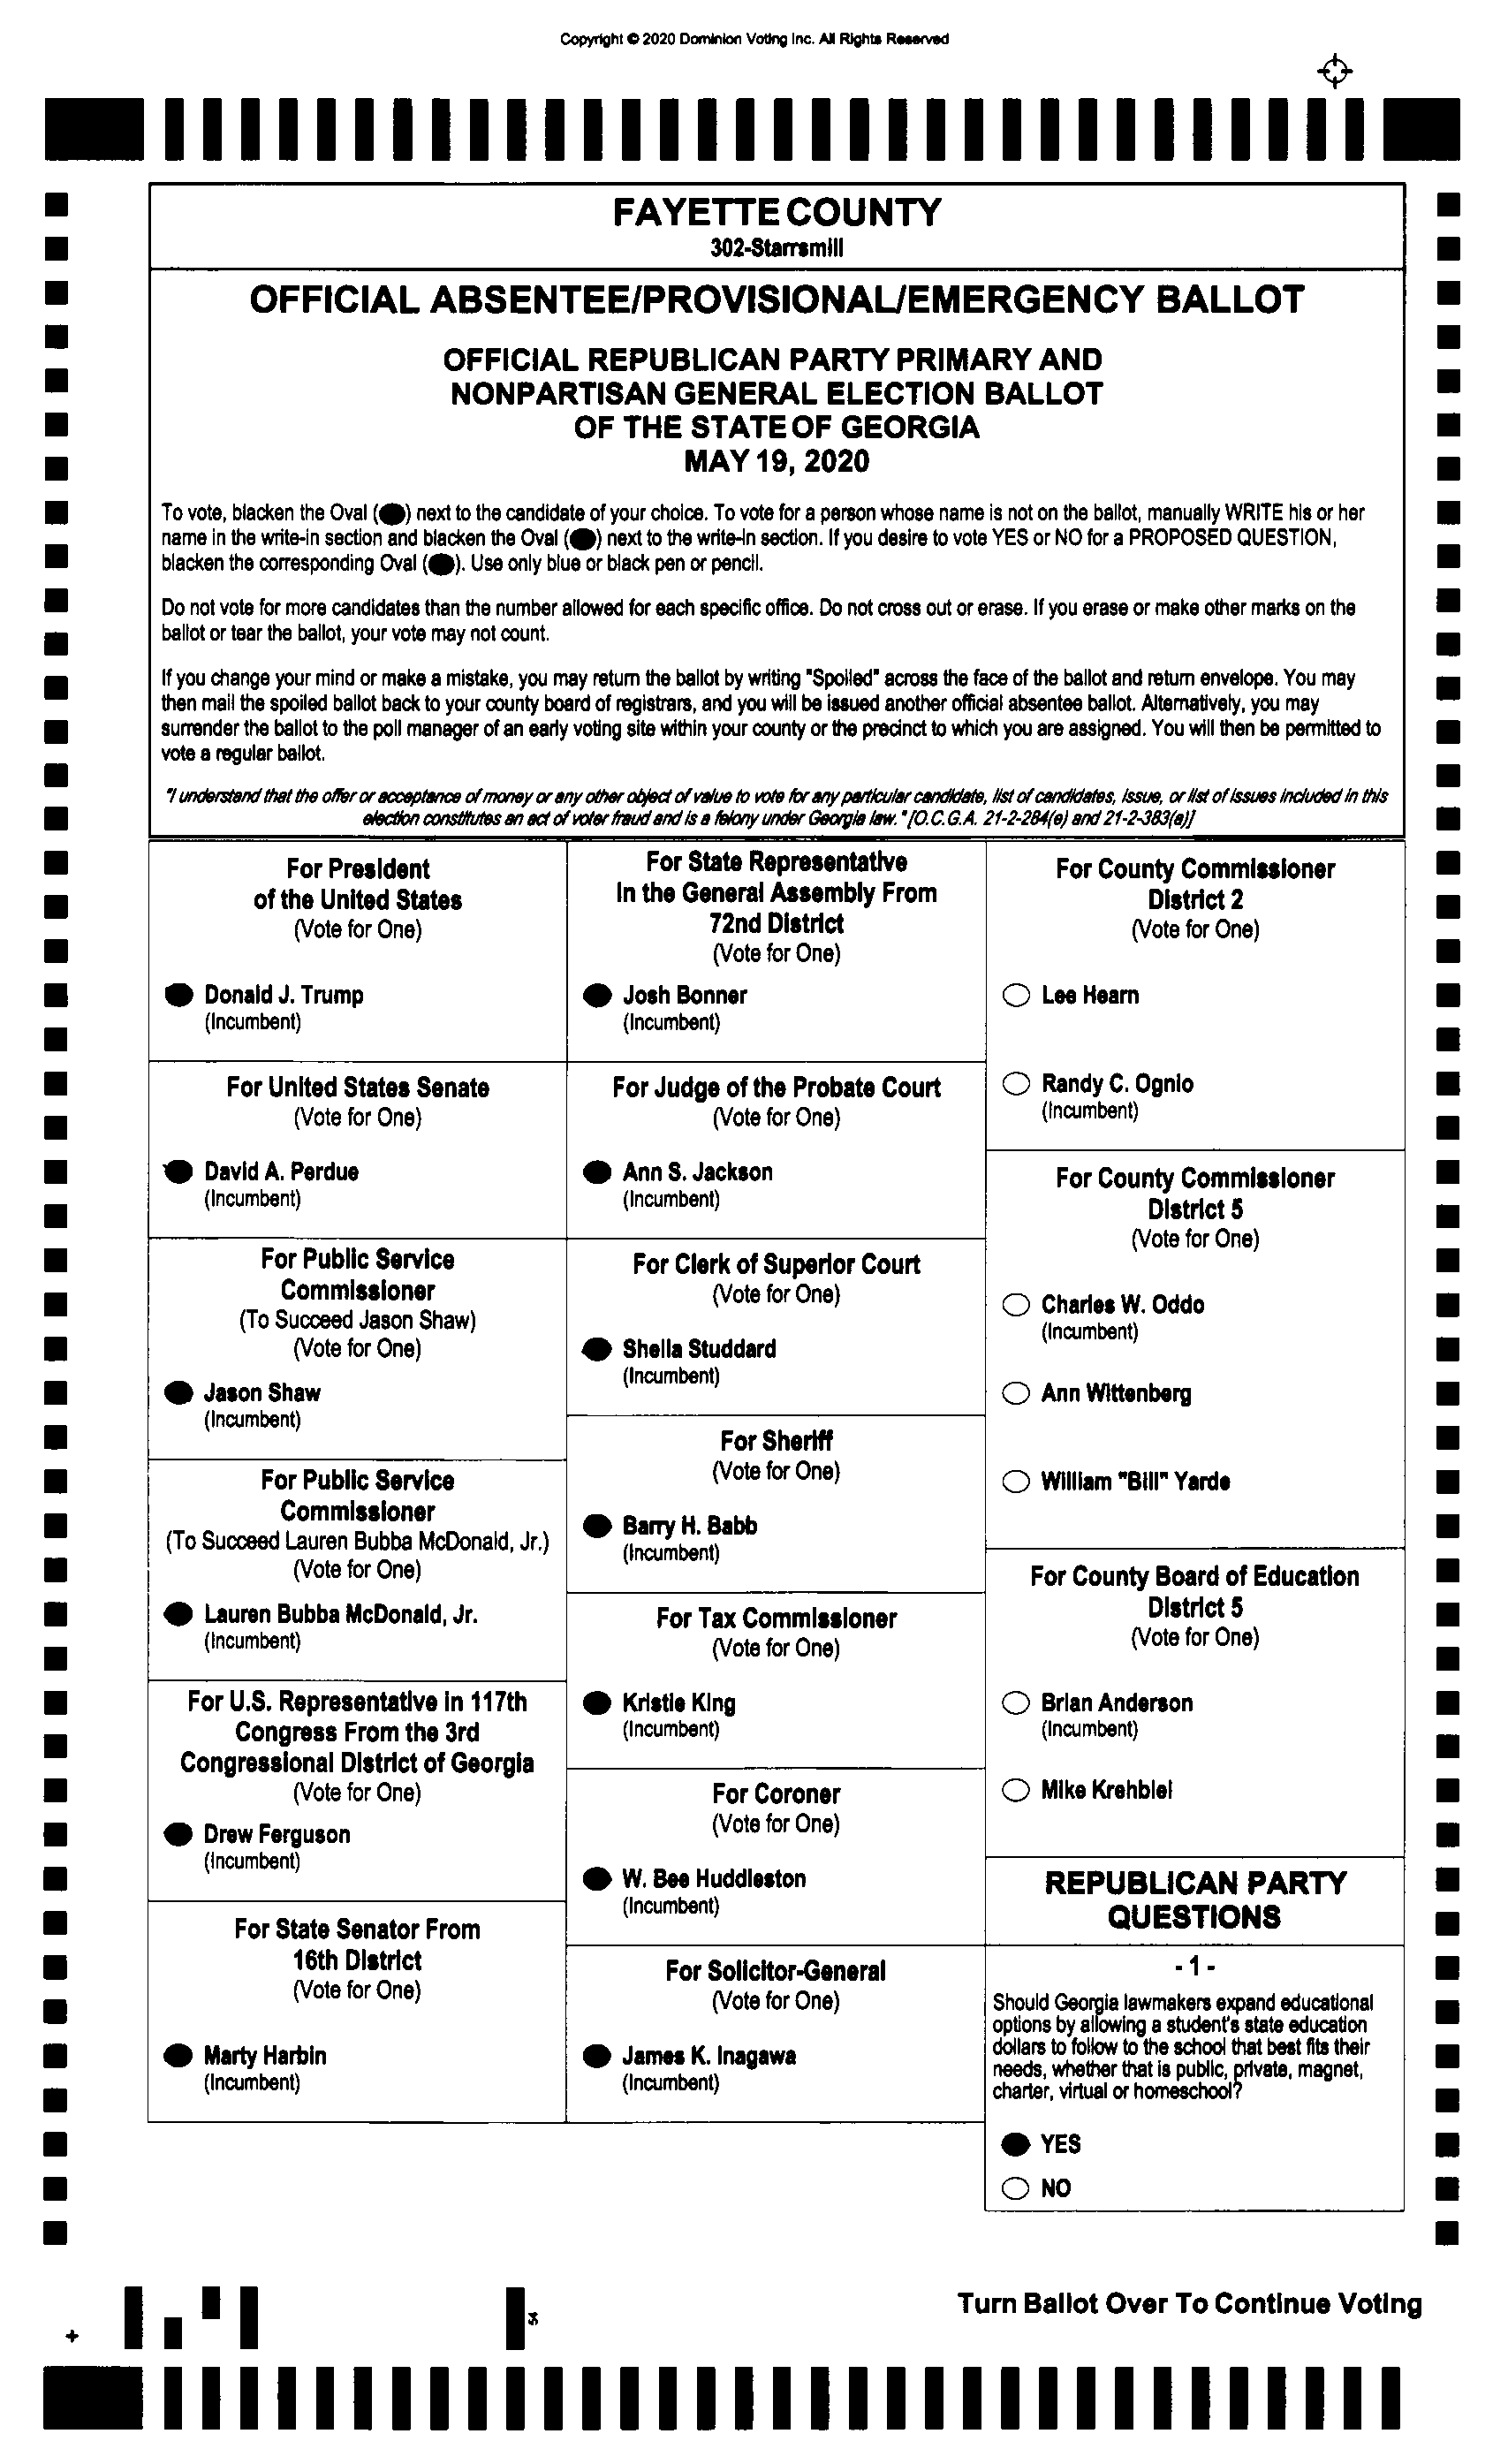 Copyright © 2020 Dominion Voting Inc. All Rights Reserved
FAYETTE COUNTY
302-Starrsmill
OFFICIAL ABSENTEE/PROVISIONAL/EMERGENCY BALLOT
OFFICIAL REPUBLICAN PARTY PRIMARY AND
NONPARTISAN GENERAL ELECTION BALLOT
OF THE STATE OF GEORGIA
MAY 19, 2020
To vote, blacken the Oval (⬬) next to the candidate of your choice. To vote for a person whose name is not on the ballot, manually WRITE his or her
name in the write-in section and blacken the Oval (⬬) next to the write-in section. If you desire to vote YES or NO for a PROPOSED QUESTION,
blacken the corresponding Oval (⬬). Use only blue or black pen or pencil.
Do not vote for more candidates than the number allowed for each specific office. Do not cross out or erase. If you erase or make other marks on the
ballot or tear the ballot, your vote may not count.
If you change your mind or make a mistake, you may return the ballot by writing "Spoiled" across the face of the ballot and return envelope. You may
then mail the spoiled ballot back to your county board of registrars, and you will be issued another official absentee ballot. Alternatively, you may
surrender the ballot to the poll manager of an early voting site within your county or the precinct to which you are assigned. You will then be permitted to
vote a regular ballot.
"I understand that the offer or acceptance of money or any other object of value to vote for any particular candidate, list of candidates, issue, or list of issues included in this
election constitutes an act of voter fraud and is a felony under Georgia law." [O.C.G.A. 21-2-284(e) and 21-2-383(a)]
For President
of the United States
(Vote for One)
Donald J. Trump
(Incumbent)
For United States Senate
(Vote for One)
David A. Perdue
(Incumbent)
For Public Service
Commissioner
(To Succeed Jason Shaw)
(Vote for One)
Jason Shaw
(Incumbent)
For Public Service
Commissioner
(To Succeed Lauren Bubba McDonald, Jr.)
(Vote for One)
Lauren Bubba McDonald, Jr.
(Incumbent)
For U.S. Representative in 117th
Congress From the 3rd
Congressional District of Georgia
(Vote for One)
Drew Ferguson
(Incumbent)
For State Senator From
16th District
(Vote for One)
Marty Harbin
(Incumbent)
For State Representative
In the General Assembly From
72nd District
(Vote for One)
Josh Bonner
(Incumbent)
For Judge of the Probate Court
(Vote for One)
Ann S. Jackson
(Incumbent)
For Clerk of Superior Court
(Vote for One)
Sheila Studdard
(Incumbent)
For Sheriff
(Vote for One)
Barry H. Babb
(Incumbent)
For Tax Commissioner
(Vote for One)
Kristie King
(Incumbent)
For Coroner
(Vote for One)
W. Bee Huddleston
(Incumbent)
For Solicitor-General
(Vote for One)
James K. Inagawa
(Incumbent)
For County Commissioner
District 2
(Vote for One)
Lee Hearn
Randy C. Ognio
(Incumbent)
For County Commissioner
District 5
(Vote for One)
Charles W. Oddo
(Incumbent)
Ann Wittenberg
William "Bill" Yarde
For County Board of Education
District 5
(Vote for One)
Brian Anderson
(Incumbent)
Mike Krehbiel
REPUBLICAN PARTY
QUESTIONS
- 1 -
Should Georgia lawmakers expand educational
options by allowing a student's state education
dollars to follow to the school that best fits their
needs, whether that is public, private, magnet,
charter, virtual or homeschool?
YES
NO
Turn Ballot Over To Continue Voting